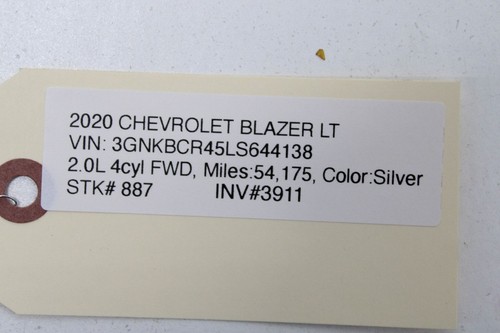 2020 CHEVROLET BLAZER LT
VIN: 3GNKBCR45LS644138
2.0L 4cyl FWD, Miles:54,175, Color:Silver
STK# 887 INV#3911